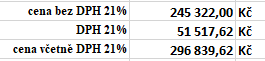 cena bez DPH 21% 245 322,00 Kč
DPH 21% 51 517,62 Kč
cena včetně DPH 21% 296 839,62 Kč